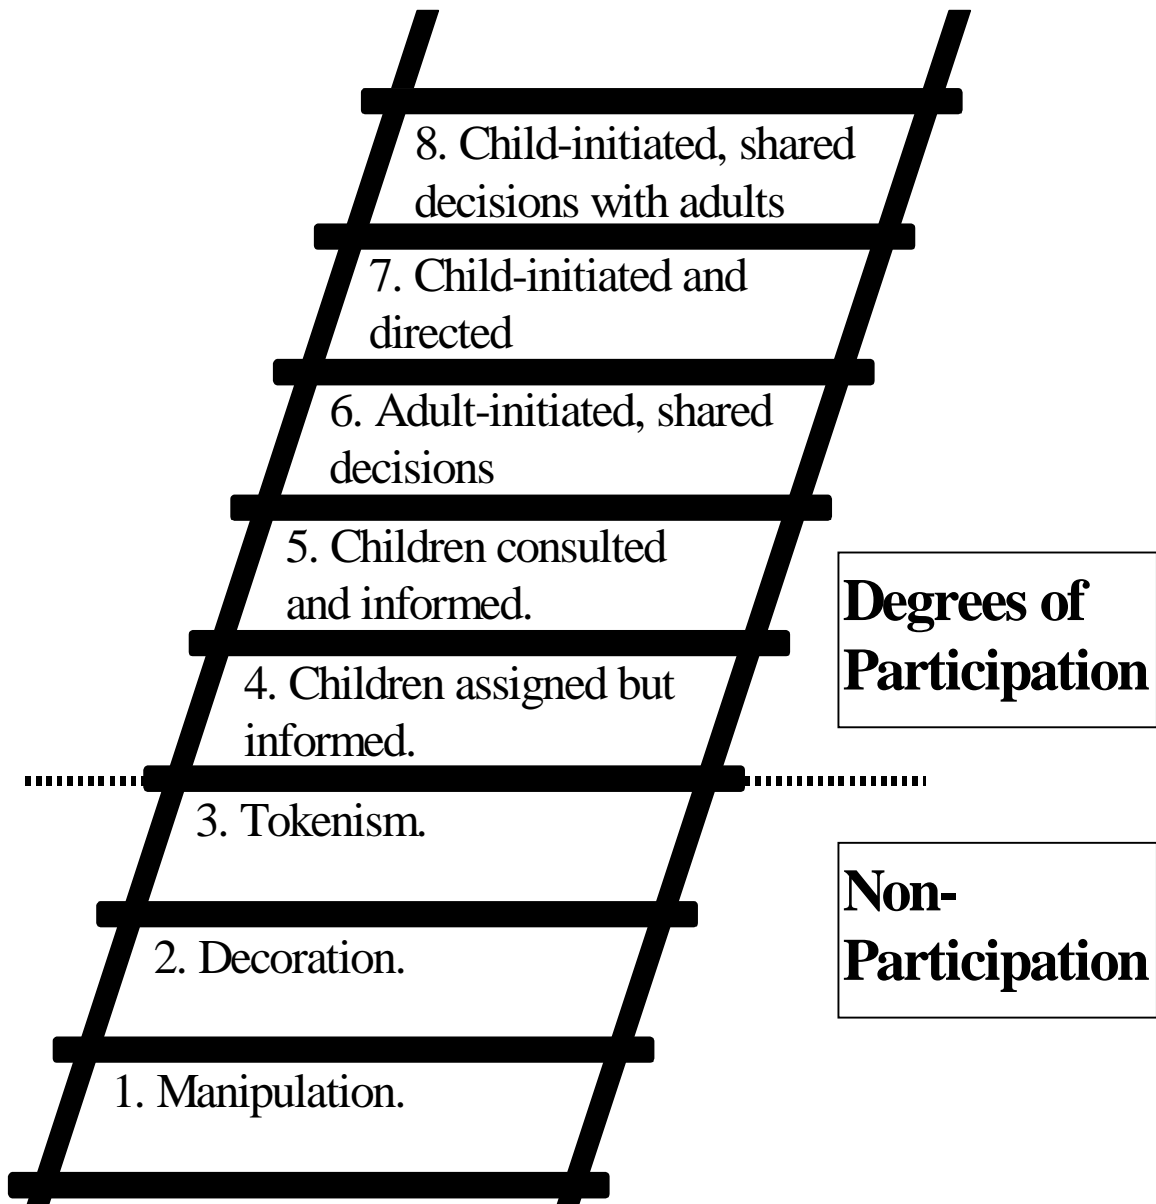 8. Child-initiated, shared
decisions with adults
7. Child-initiated and
directed
6. Adult-initiated, shared
decisions
5. Children consulted
and informed.
4. Children assigned but
informed.
3. Tokenism.
2. Decoration.
1. Manipulation.
Degrees of
Participation
Non-
Participation